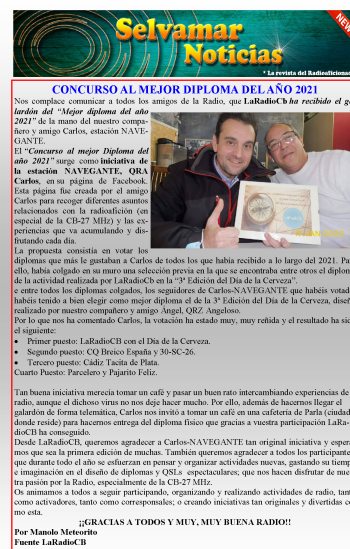 Selvamar
Noticias
NEW
* La revista del Radioaficionado
CONCURSO AL MEJOR DIPLOMA DEL AÑO 2021
Nos complace comunicar a todos los amigos de la Radio, que LaRadioCb ha recibido el ga-
lardón del “Mejor diploma del año
2021” de la mano del nuestro compa-
ñero y amigo Carlos, estación NAVE-
GANTE.
El “Concurso al mejor Diploma del
año 2021” surge como iniciativa de
la estación NAVEGANTE, QRA
Carlos, en su página de Facebook.
Esta página fue creada por el amigo
Carlos para recoger diferentes asuntos
relacionados con la radioafición (en
especial de la CB-27 MHz) y las ex-
periencias que va acumulando y dis-
frutando cada día.
La propuesta consistía en votar los
diplomas que más le gustaban a Carlos de todos los que había recibido a lo largo del 2021. Pa
ello, había colgado en su muro una selección previa en la que se encontraba entre otros el diplom
de la actividad realizada por LaRadioCb en la “3ª Edición del Día de la Cerveza”.
e entre todos los diplomas colgados, los seguidores de Carlos-NAVEGANTE que habéis votad
habéis tenido a bien elegir como mejor diploma el de la 3ª Edición del Día de la Cerveza, diseñ
realizado por nuestro compañero y amigo Ángel, QRZ Angeloso.
Por lo que nos ha comentado Carlos, la votación ha estado muy, muy reñida y el resultado ha sid
el siguiente:
• Primer puesto: LaRadioCB con el Día de la Cerveza.
• Segundo puesto: CQ Breico España y 30-SC-26.
• Tercero puesto: Cádiz Tacita de Plata.
Cuarto Puesto: Parcelero y Pajarito Feliz.
Tan buena iniciativa merecía tomar un café y pasar un buen rato intercambiando experiencias de
radio, aunque el dichoso virus no nos deje hacer mucho. Por ello, además de hacernos llegar el
galardón de forma telemática, Carlos nos invitó a tomar un café en una cafetería de Parla (ciudad
donde reside) para hacernos entrega del diploma físico que gracias a vuestra participación LaRa-
dioCB ha conseguido.
Desde LaRadioCB, queremos agradecer a Carlos-NAVEGANTE tan original iniciativa y espera
mos que sea la primera edición de muchas. También queremos agradecer a todos los participante
que durante todo el año se esfuerzan en pensar y organizar actividades nuevas, gastando su tiemp
e imaginación en el diseño de diplomas y QSLs espectaculares; que nos hacen disfrutar de nues
tra pasión por la Radio, especialmente de la CB-27 MHz.
Os animamos a todos a seguir participando, organizando y realizando actividades de radio, tant
como activadores, tanto como corresponsales; o creando iniciativas tan originales y divertidas co
mo esta.
¡¡GRACIAS A TODOS Y MUY, MUY BUENA RADIO!!
Por Manolo Meteorito
Fuente LaRadioCB